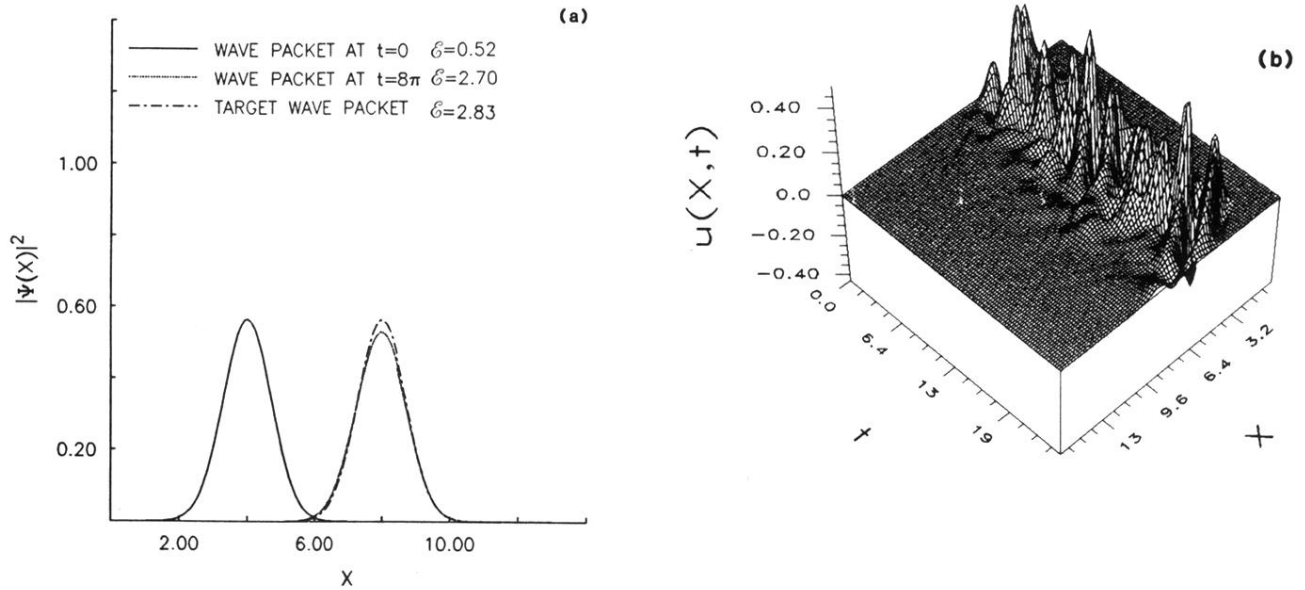 (a)
WAVE PACKET AT t=0 ℰ=0.52
WAVE PACKET AT t=8π ℰ=2.70
TARGET WAVE PACKET ℰ=2.83
1.00
0.60
0.20
|Ψ(X)|²
2.00 6.00 10.00
X
(b)
0.40
0.20
0.0
-0.20
-0.40
u(X,t)
0.0 6.4 13 19
t
13 9.6 6.4 3.2
X